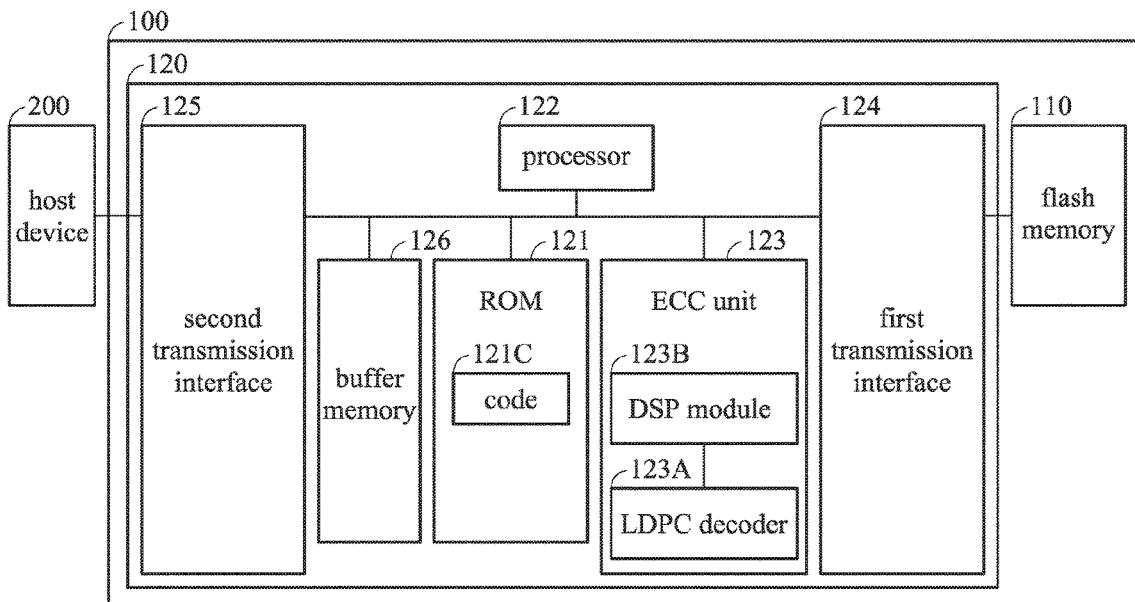 100
120
200
125
122
124
110
processor
host
device
flash
memory
126
121
123
second
transmission
interface
buffer
memory
ROM
121C
code
ECC unit
123B
DSP module
123A
LDPC decoder
first
transmission
interface